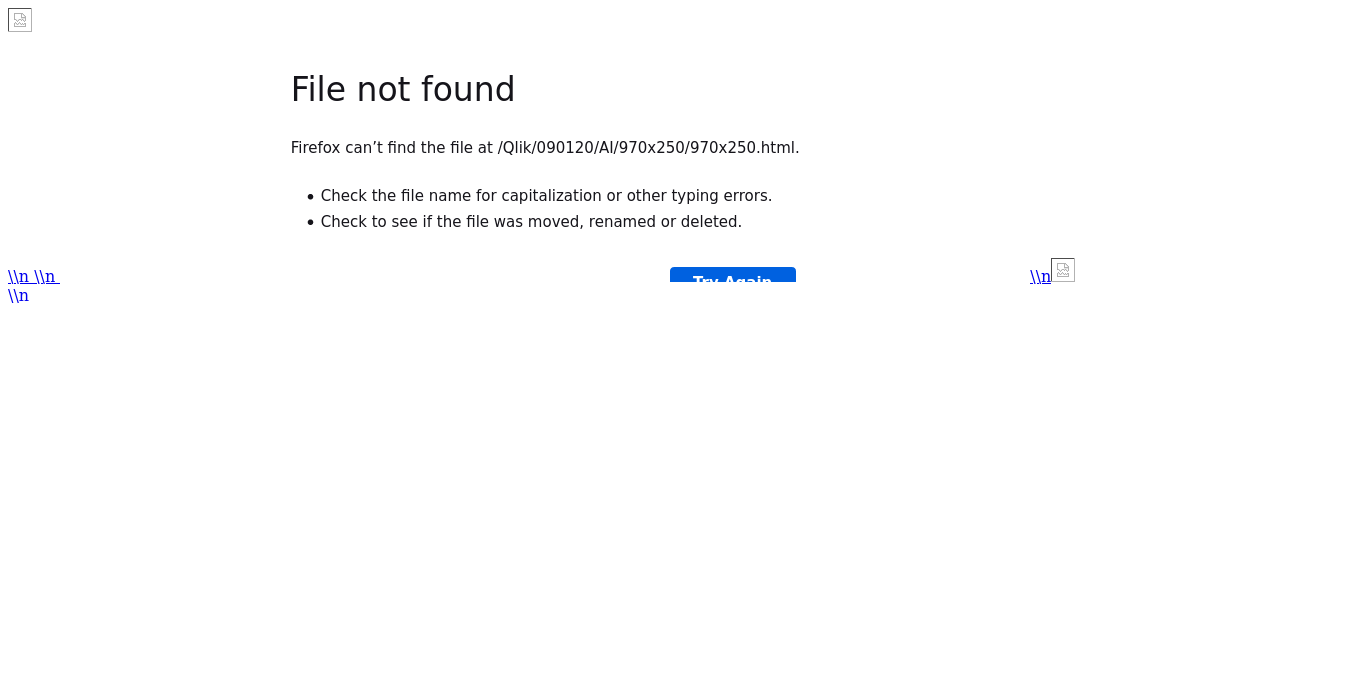 File not found
Firefox can’t find the file at /Qlik/090120/AI/970x250/970x250.html.
Check the file name for capitalization or other typing errors.
Check to see if the file was moved, renamed or deleted.
\\n \\n
Try Again
\\n
\\n